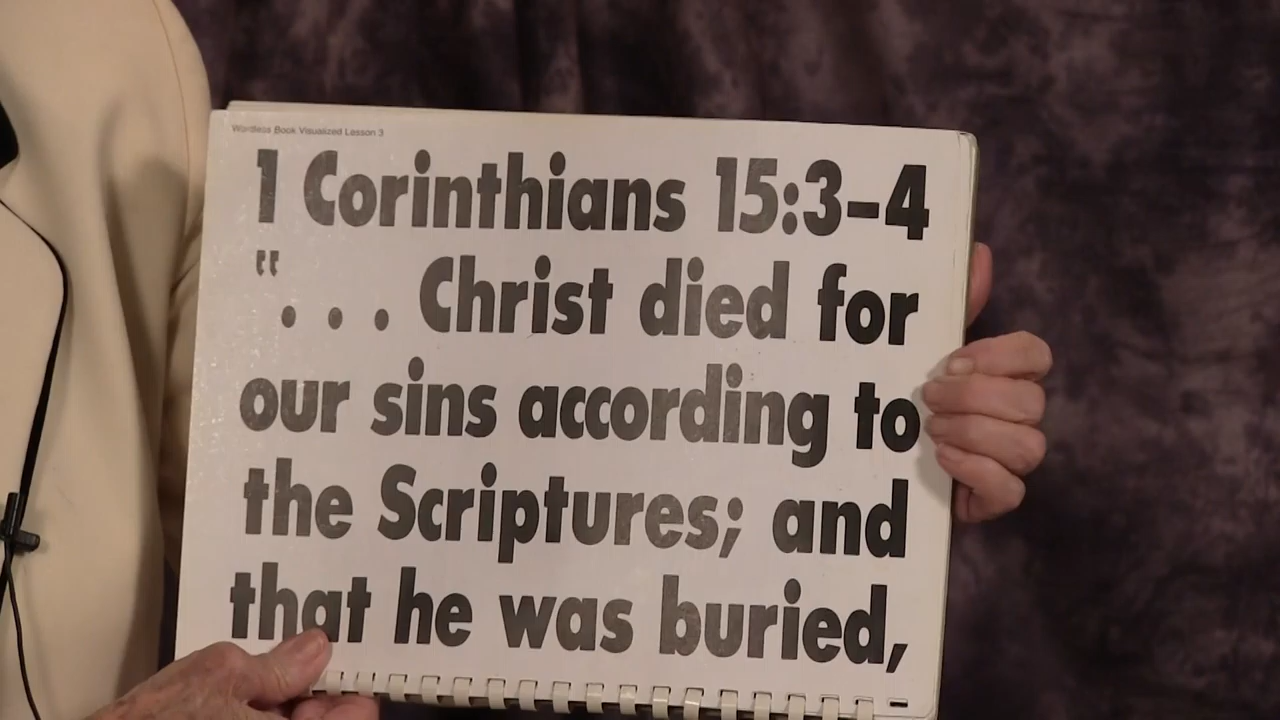 Wordless Book Visualized Lesson 3
1 Corinthians 15:3–4
". . . Christ died for
our sins according to
the Scriptures; and
that he was buried,